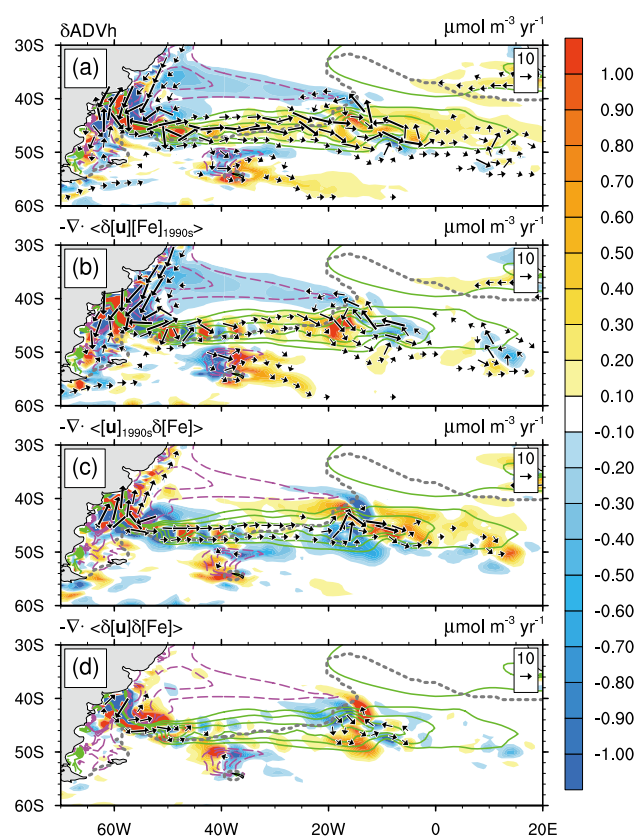 δADVh μmol m⁻³ yr⁻¹
30S
(a)
10
40S
50S
60S
-∇· <δ[u][Fe]₁₉₉₀ₛ> μmol m⁻³ yr⁻¹
30S
(b)
10
40S
50S
60S
-∇· <[u]₁₉₉₀ₛδ[Fe]> μmol m⁻³ yr⁻¹
30S
(c)
10
40S
50S
60S
-∇· <δ[u]δ[Fe]> μmol m⁻³ yr⁻¹
30S
(d)
10
40S
50S
60S
60W 40W 20W 0 20E
1.00
0.90
0.80
0.70
0.60
0.50
0.40
0.30
0.20
0.10
-0.10
-0.20
-0.30
-0.40
-0.50
-0.60
-0.70
-0.80
-0.90
-1.00